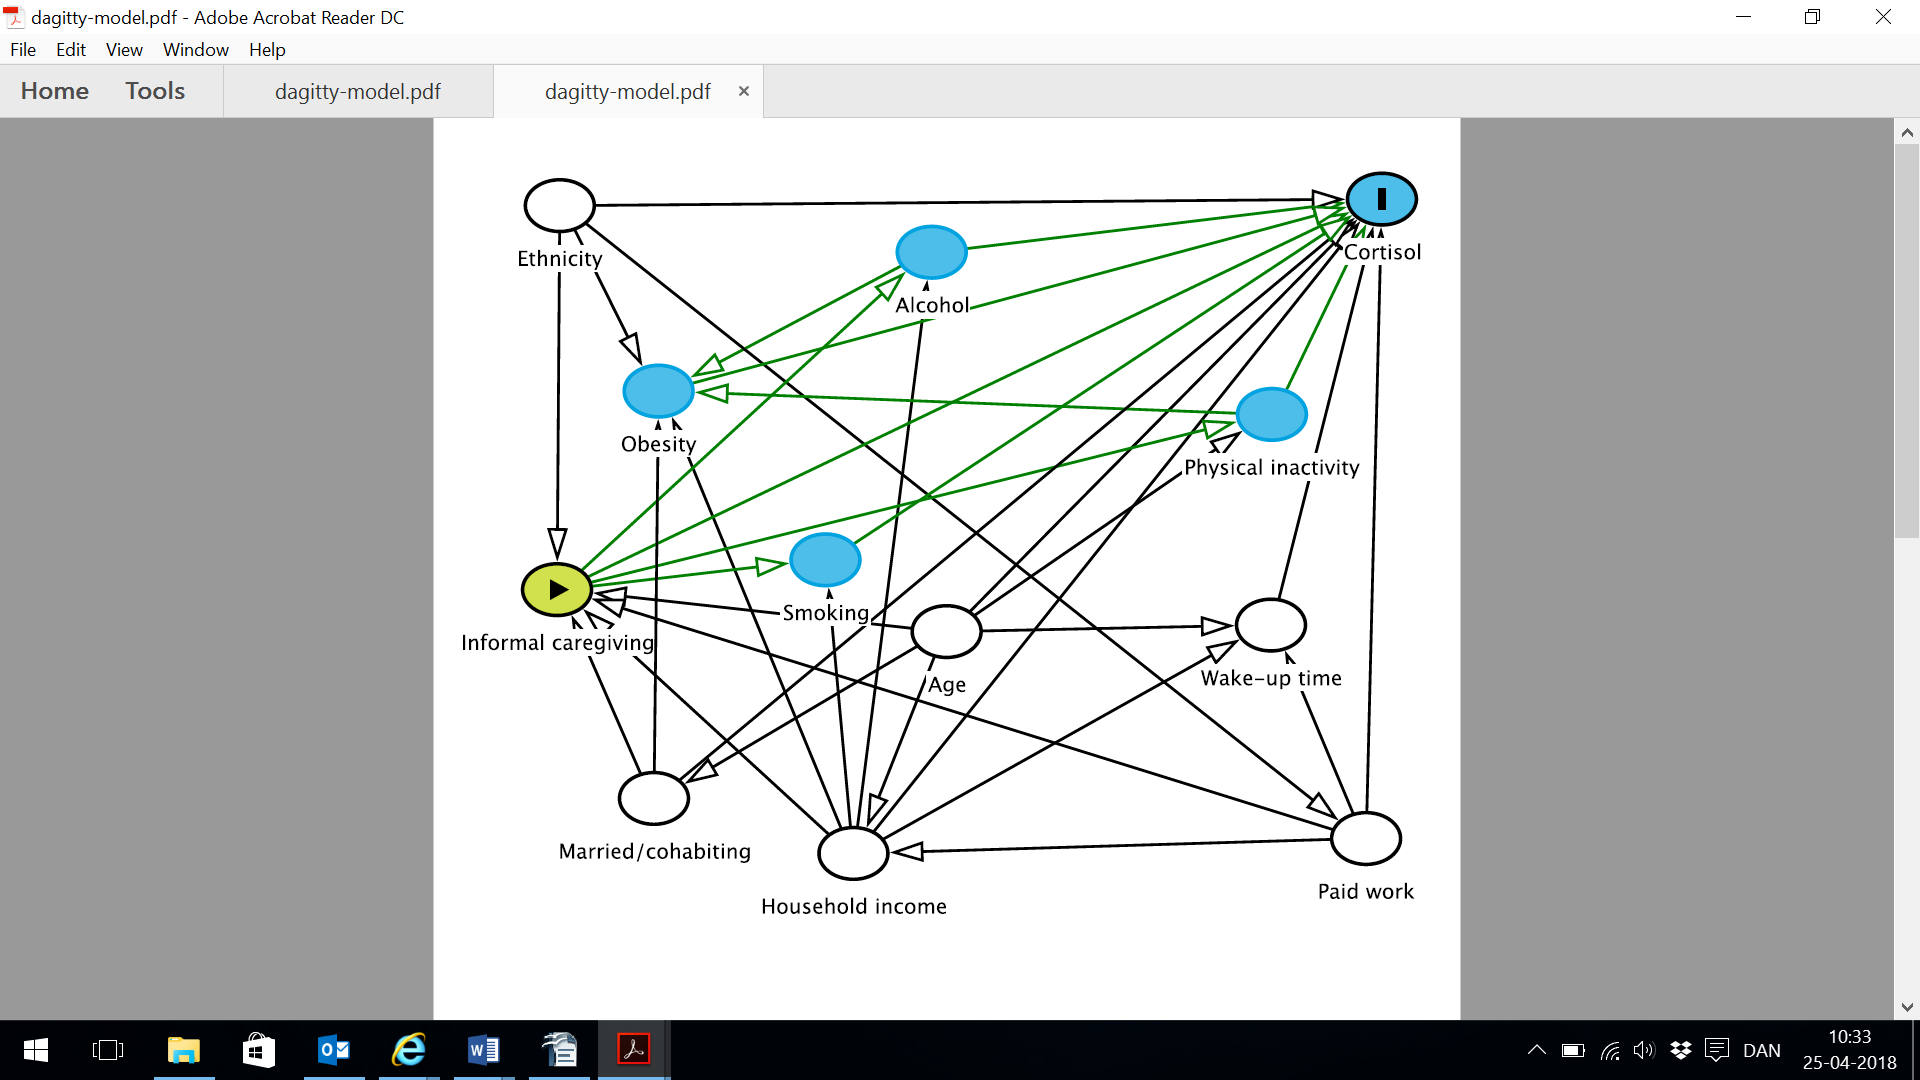 dagitty-model.pdf - Adobe Acrobat Reader DC
File Edit View Window Help
Home Tools dagitty-model.pdf dagitty-model.pdf ×
Ethnicity
Cortisol
Alcohol
Obesity
Physical inactivity
Smoking
Informal caregiving
Age
Wake-up time
Married/cohabiting
Household income
Paid work
DAN
10:33
25-04-2018